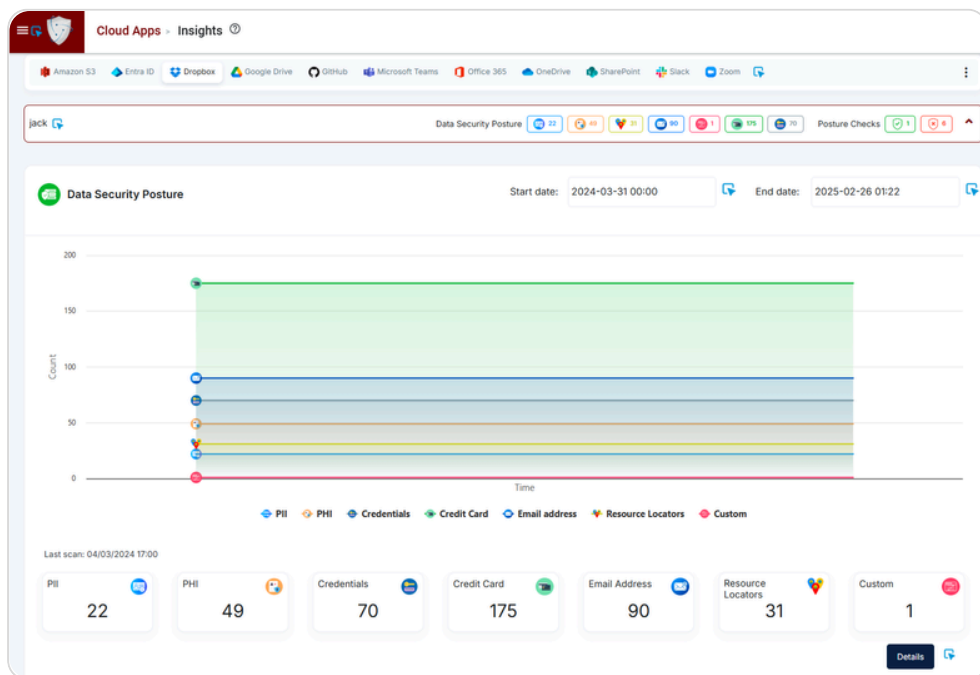 Cloud Apps » Insights
Amazon S3 Entra ID Dropbox Google Drive GitHub Microsoft Teams Office 365 OneDrive SharePoint Slack Zoom
jack Data Security Posture 22 49 31 90 1 175 70 Posture Checks 1 6
Data Security Posture Start date: 2024-03-31 00:00 End date: 2025-02-26 01:22
200
150
100
50
0
Count
Time
PII PHI Credentials Credit Card Email address Resource Locators Custom
Last scan: 04/03/2024 17:00
PII PHI Credentials Credit Card Email Address Resource Locators Custom
22 49 70 175 90 31 1
Details